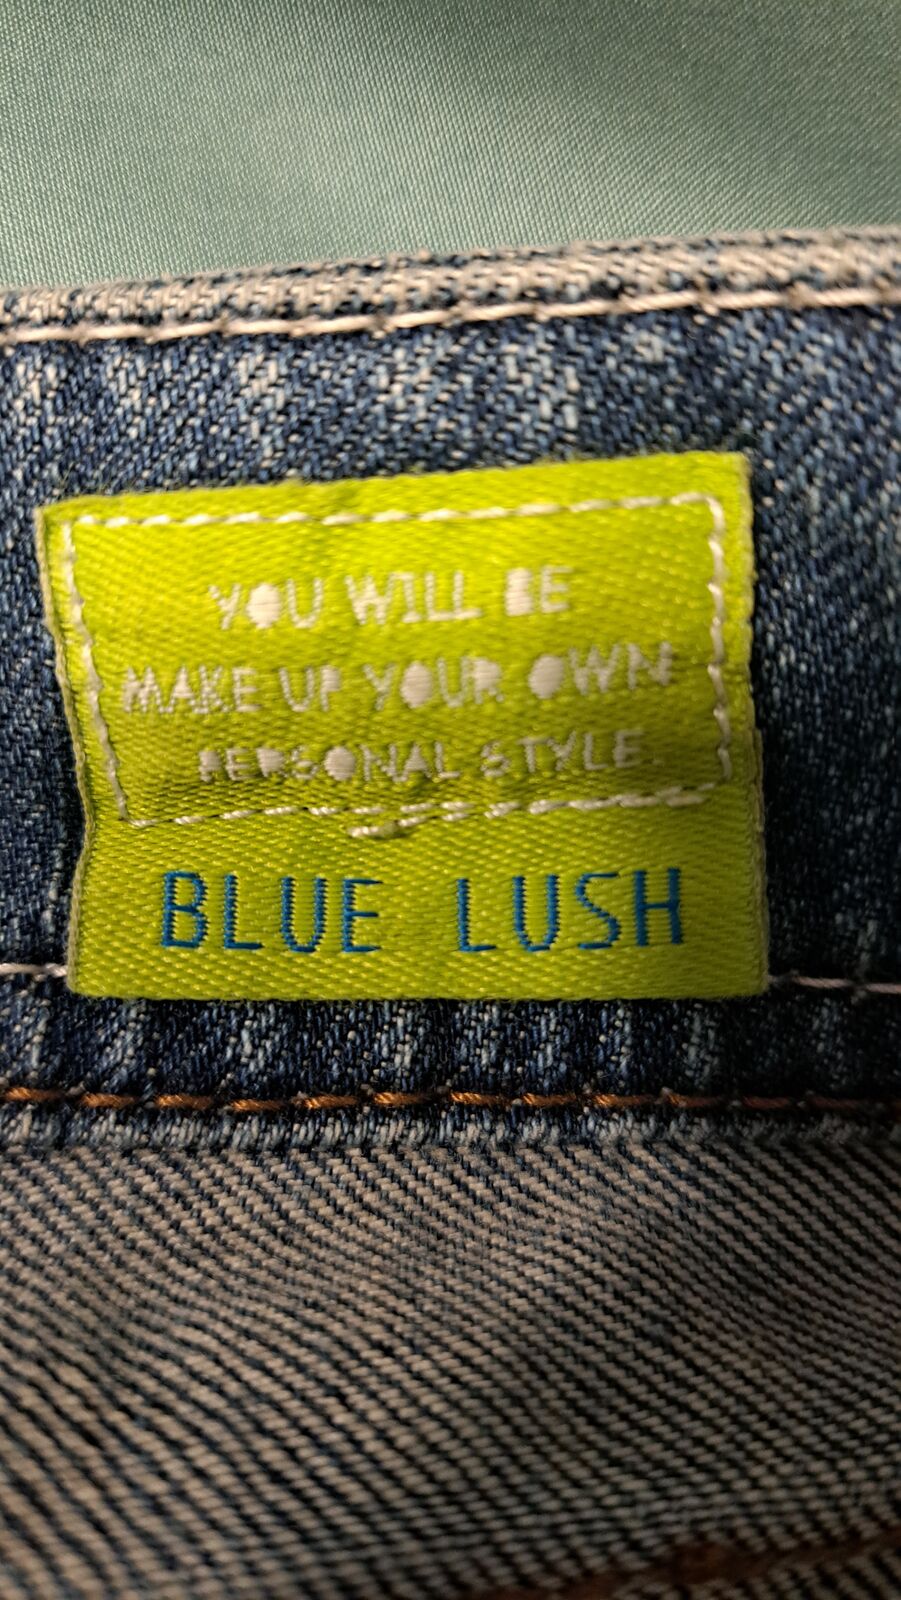 YOU WILL BE
MAKE UP YOUR OWN
PERSONAL STYLE.
BLUE LUSH